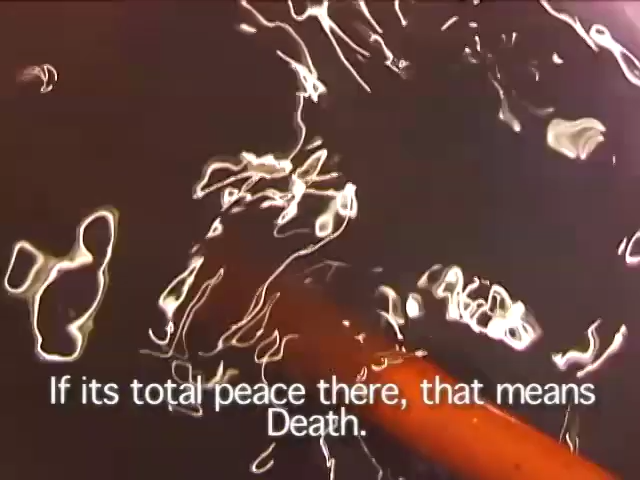 If its total peace there, that means
Death.